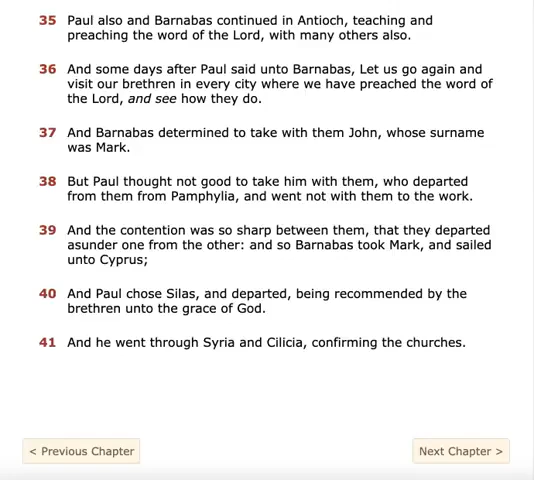 35 Paul also and Barnabas continued in Antioch, teaching and
preaching the word of the Lord, with many others also.
36 And some days after Paul said unto Barnabas, Let us go again and
visit our brethren in every city where we have preached the word of
the Lord, and see how they do.
37 And Barnabas determined to take with them John, whose surname
was Mark.
38 But Paul thought not good to take him with them, who departed
from them from Pamphylia, and went not with them to the work.
39 And the contention was so sharp between them, that they departed
asunder one from the other: and so Barnabas took Mark, and sailed
unto Cyprus;
40 And Paul chose Silas, and departed, being recommended by the
brethren unto the grace of God.
41 And he went through Syria and Cilicia, confirming the churches.
< Previous Chapter
Next Chapter >